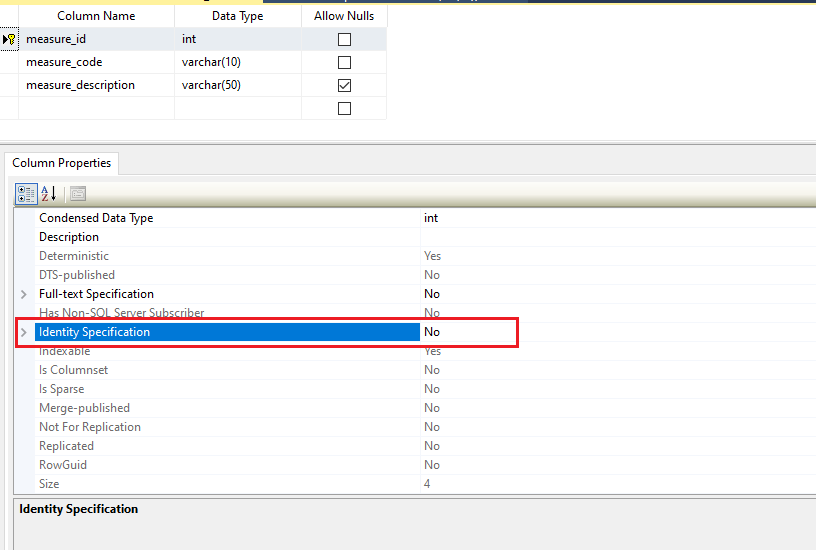 Column Name Data Type Allow Nulls
measure_id int
measure_code varchar(10)
measure_description varchar(50)
Column Properties
Condensed Data Type int
Description
Deterministic Yes
DTS-published No
Full-text Specification No
Has Non-SQL Server Subscriber No
Identity Specification No
Indexable Yes
Is Columnset No
Is Sparse No
Merge-published No
Not For Replication No
Replicated No
RowGuid No
Size 4
Identity Specification